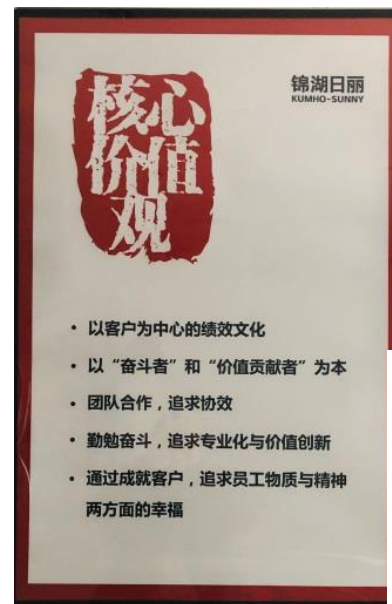 核心
价值
观
锦湖日丽
KUMHO-SUNNY
• 以客户为中心的绩效文化
• 以“奋斗者”和“价值贡献者”为本
• 团队合作，追求协效
• 勤勉奋斗，追求专业化与价值创新
• 通过成就客户，追求员工物质与精神
两方面的幸福